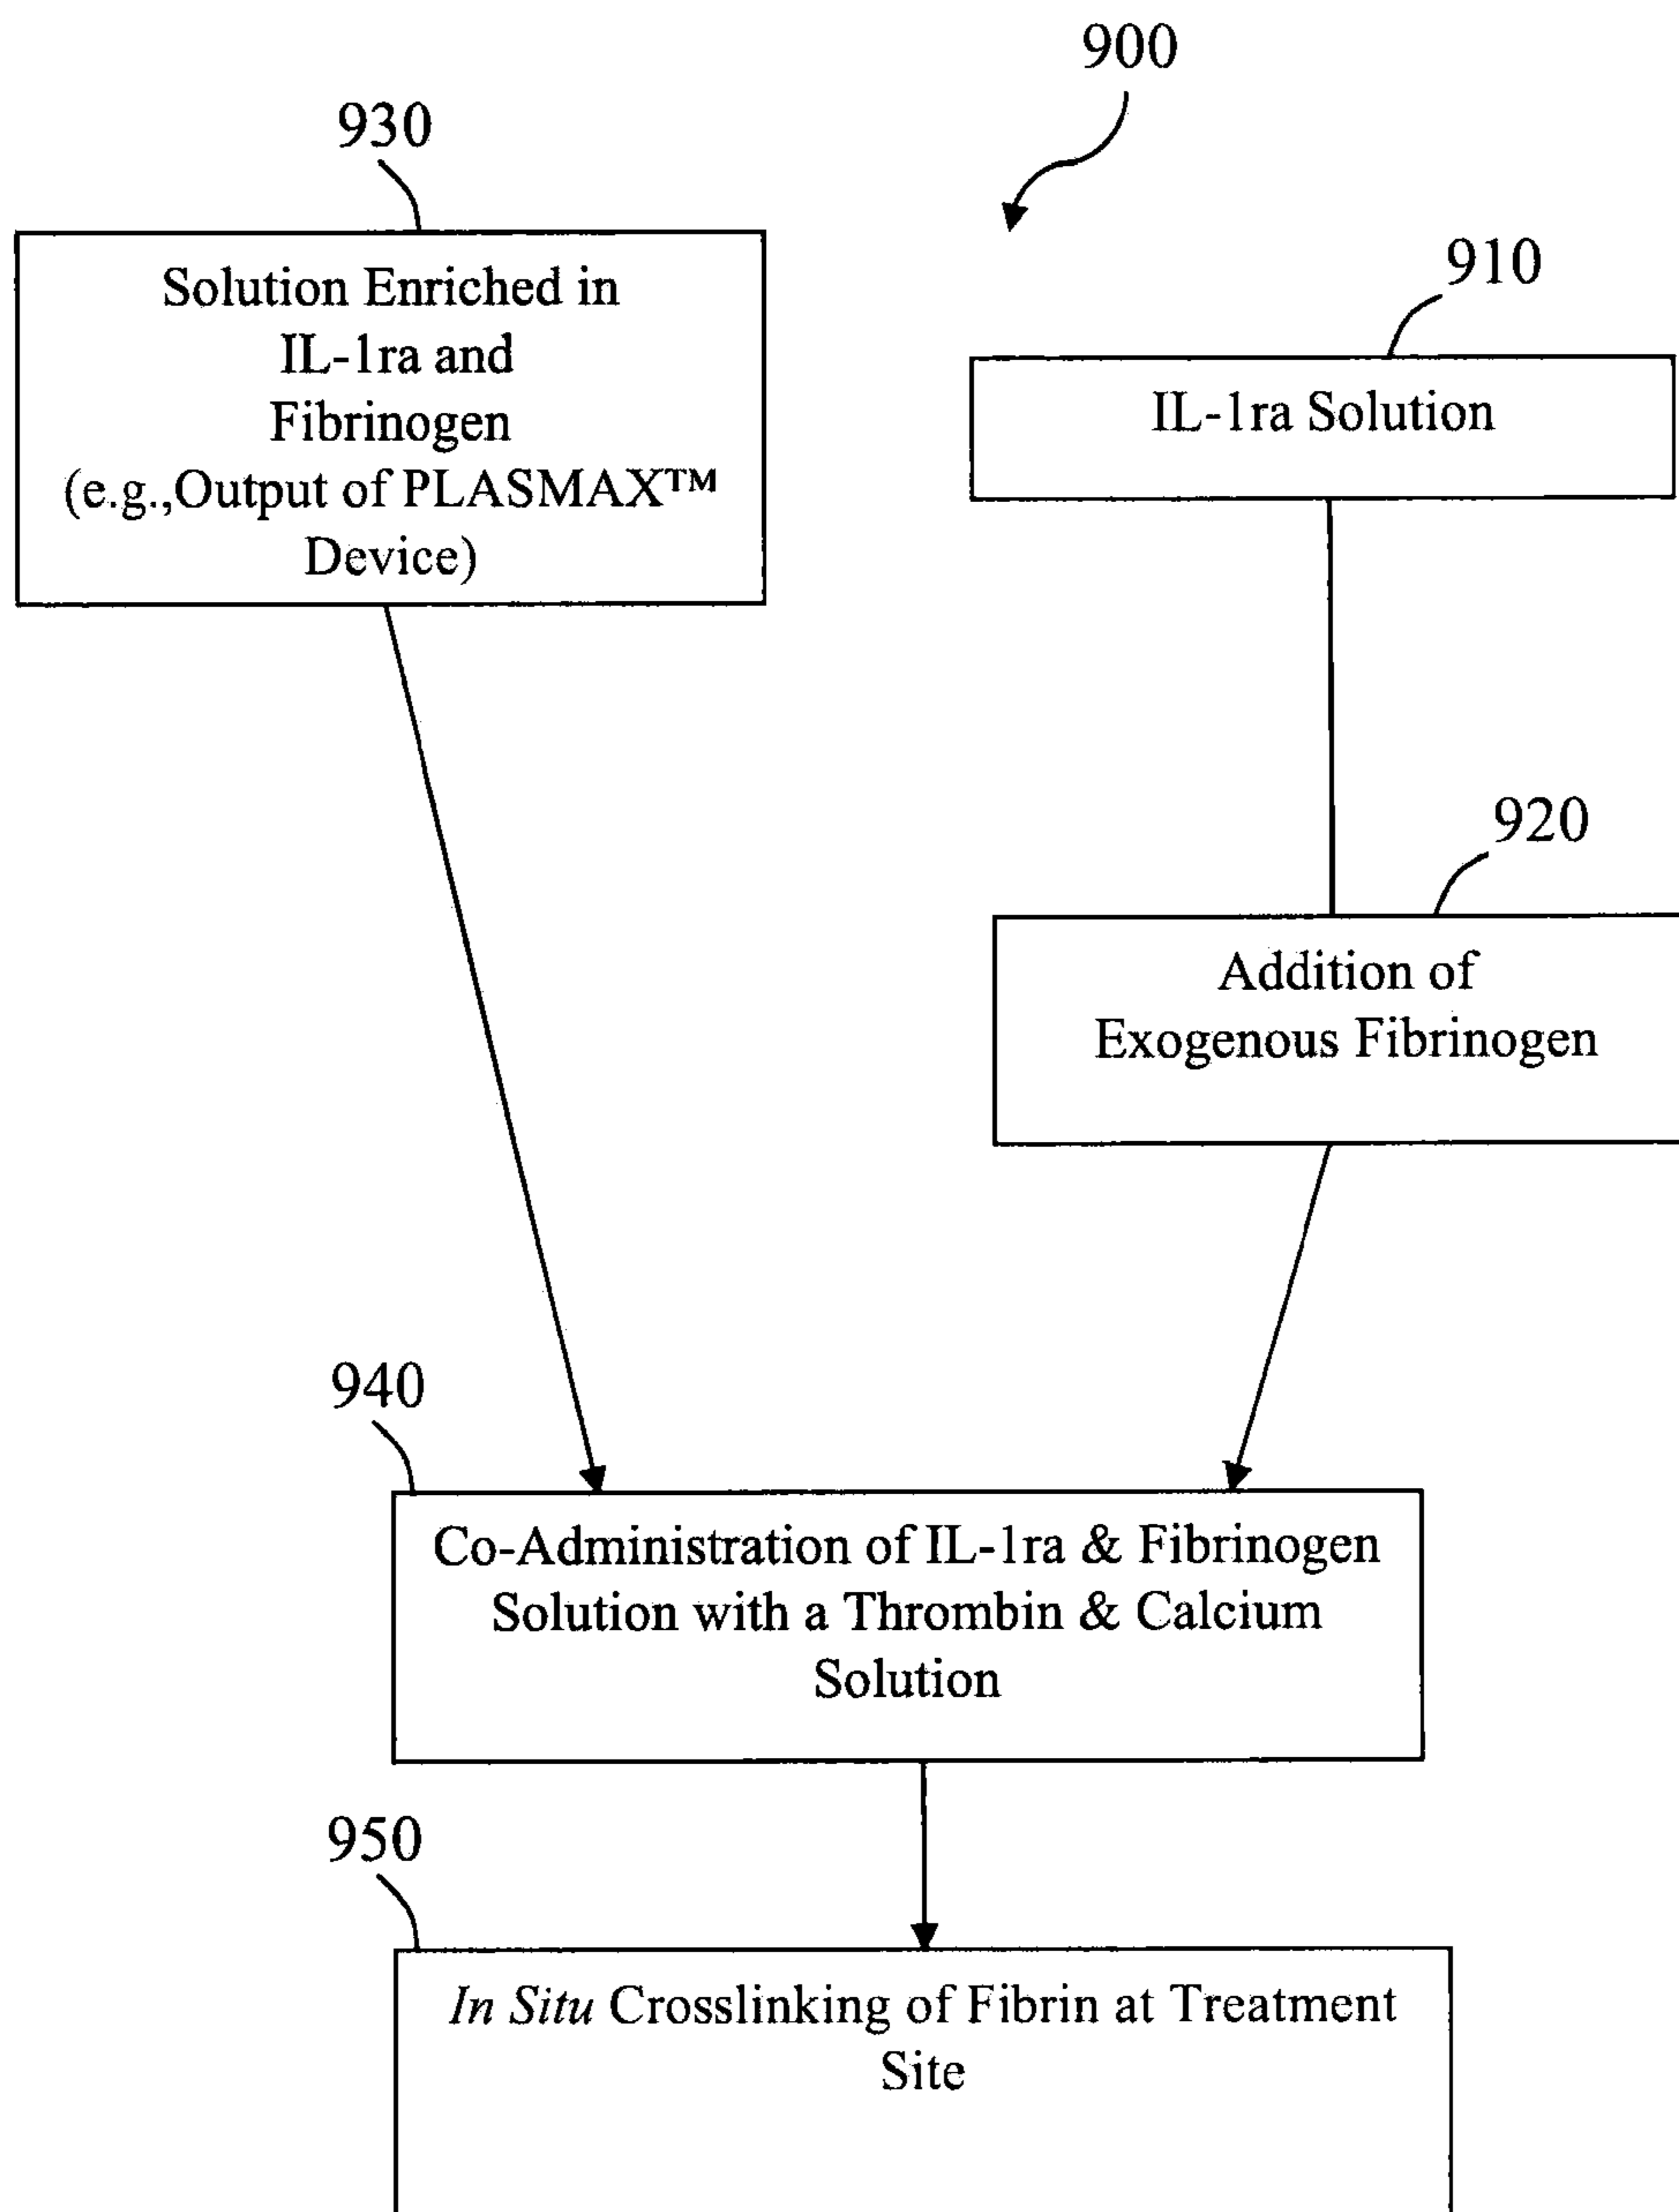 900
930
Solution Enriched in
IL-1ra and
Fibrinogen
(e.g.,Output of PLASMAX™
Device)
910
IL-1ra Solution
920
Addition of
Exogenous Fibrinogen
940
Co-Administration of IL-1ra & Fibrinogen
Solution with a Thrombin & Calcium
Solution
950
In Situ Crosslinking of Fibrin at Treatment
Site